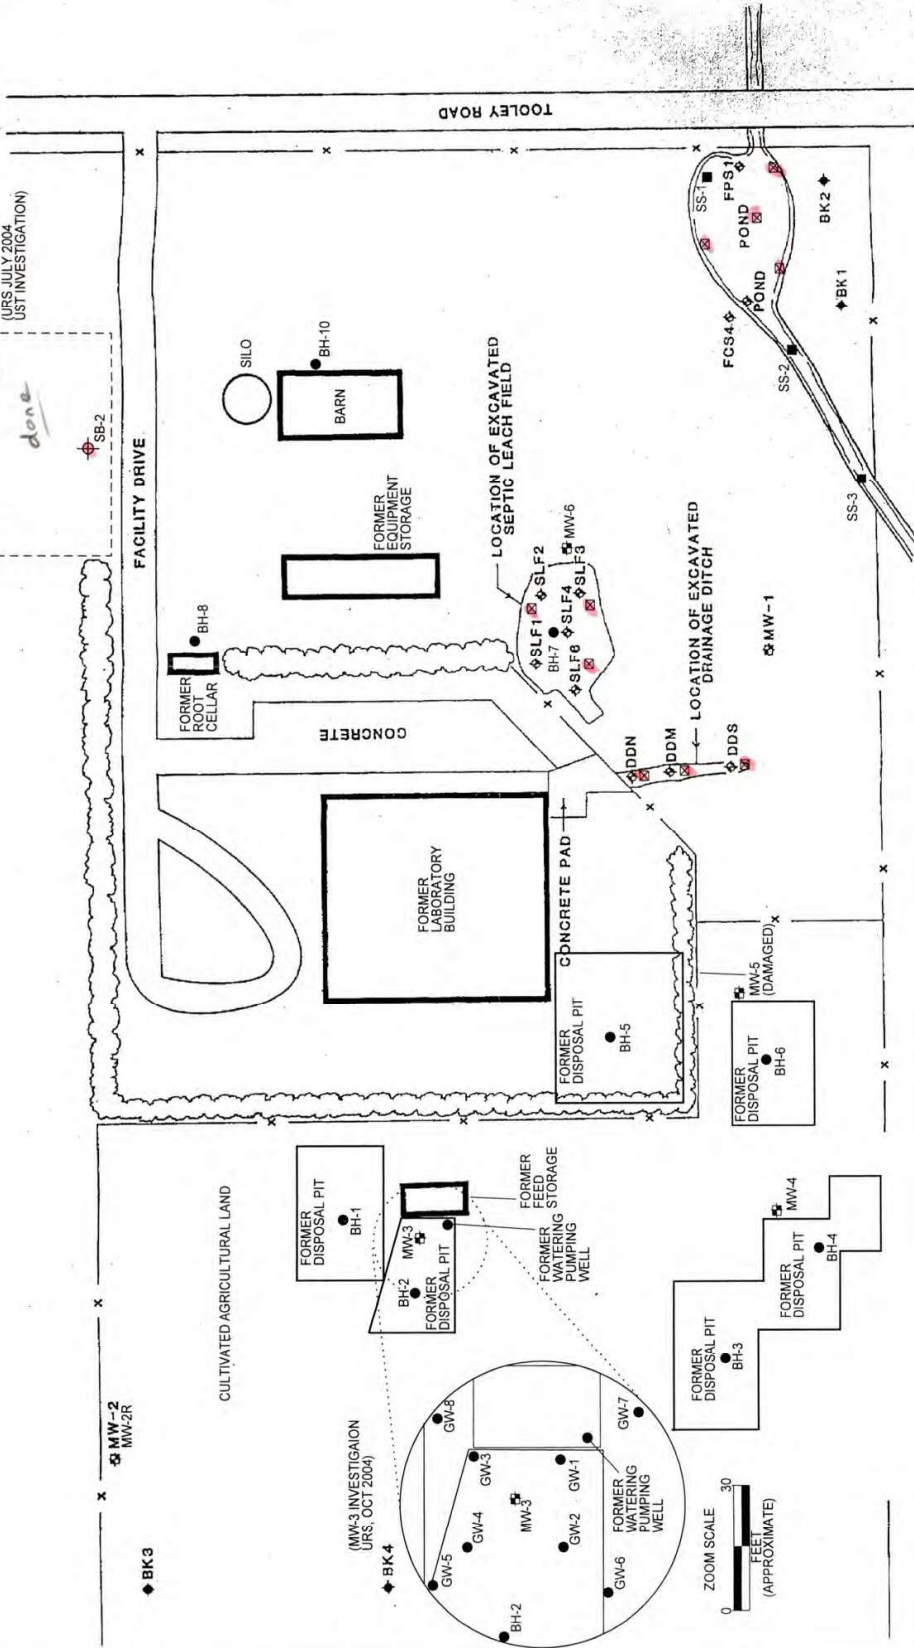 (URS JULY 2004
UST INVESTIGATION)
done
SB-2
TOOLEY ROAD
FACILITY DRIVE
SILO
BARN
BH-10
FORMER
EQUIPMENT
STORAGE
BH-8
FORMER
ROOT
CELLAR
CONCRETE
LOCATION OF EXCAVATED
SEPTIC LEACH FIELD
SLF1
SLF2
BH-7
SLF4
MW-6
SLF6
SLF3
SS-1
FPS1
POND
POND
FCS4
BK2
BK1
SS-2
SS-3
MW-1
LOCATION OF EXCAVATED
DRAINAGE DITCH
DDN
DDM
DDS
FORMER
LABORATORY
BUILDING
CONCRETE PAD
FORMER
DISPOSAL PIT
BH-5
MW-5
(DAMAGED)
FORMER
DISPOSAL PIT
BH-6
CULTIVATED AGRICULTURAL LAND
FORMER
DISPOSAL PIT
BH-1
FORMER
FEED
STORAGE
MW-3
BH-2
FORMER
DISPOSAL PIT
FORMER
WATERING
PUMPING
WELL
MW-4
FORMER
DISPOSAL PIT
BH-4
FORMER
DISPOSAL PIT
BH-3
MW-2
MW-2R
BK3
BK4
(MW-3 INVESTIGAION
URS, OCT 2004)
GW-8
GW-3
GW-4
GW-5
MW-3
GW-1
GW-2
GW-7
GW-6
BH-2
FORMER
WATERING
PUMPING
WELL
ZOOM SCALE
0
30
FEET
(APPROXIMATE)